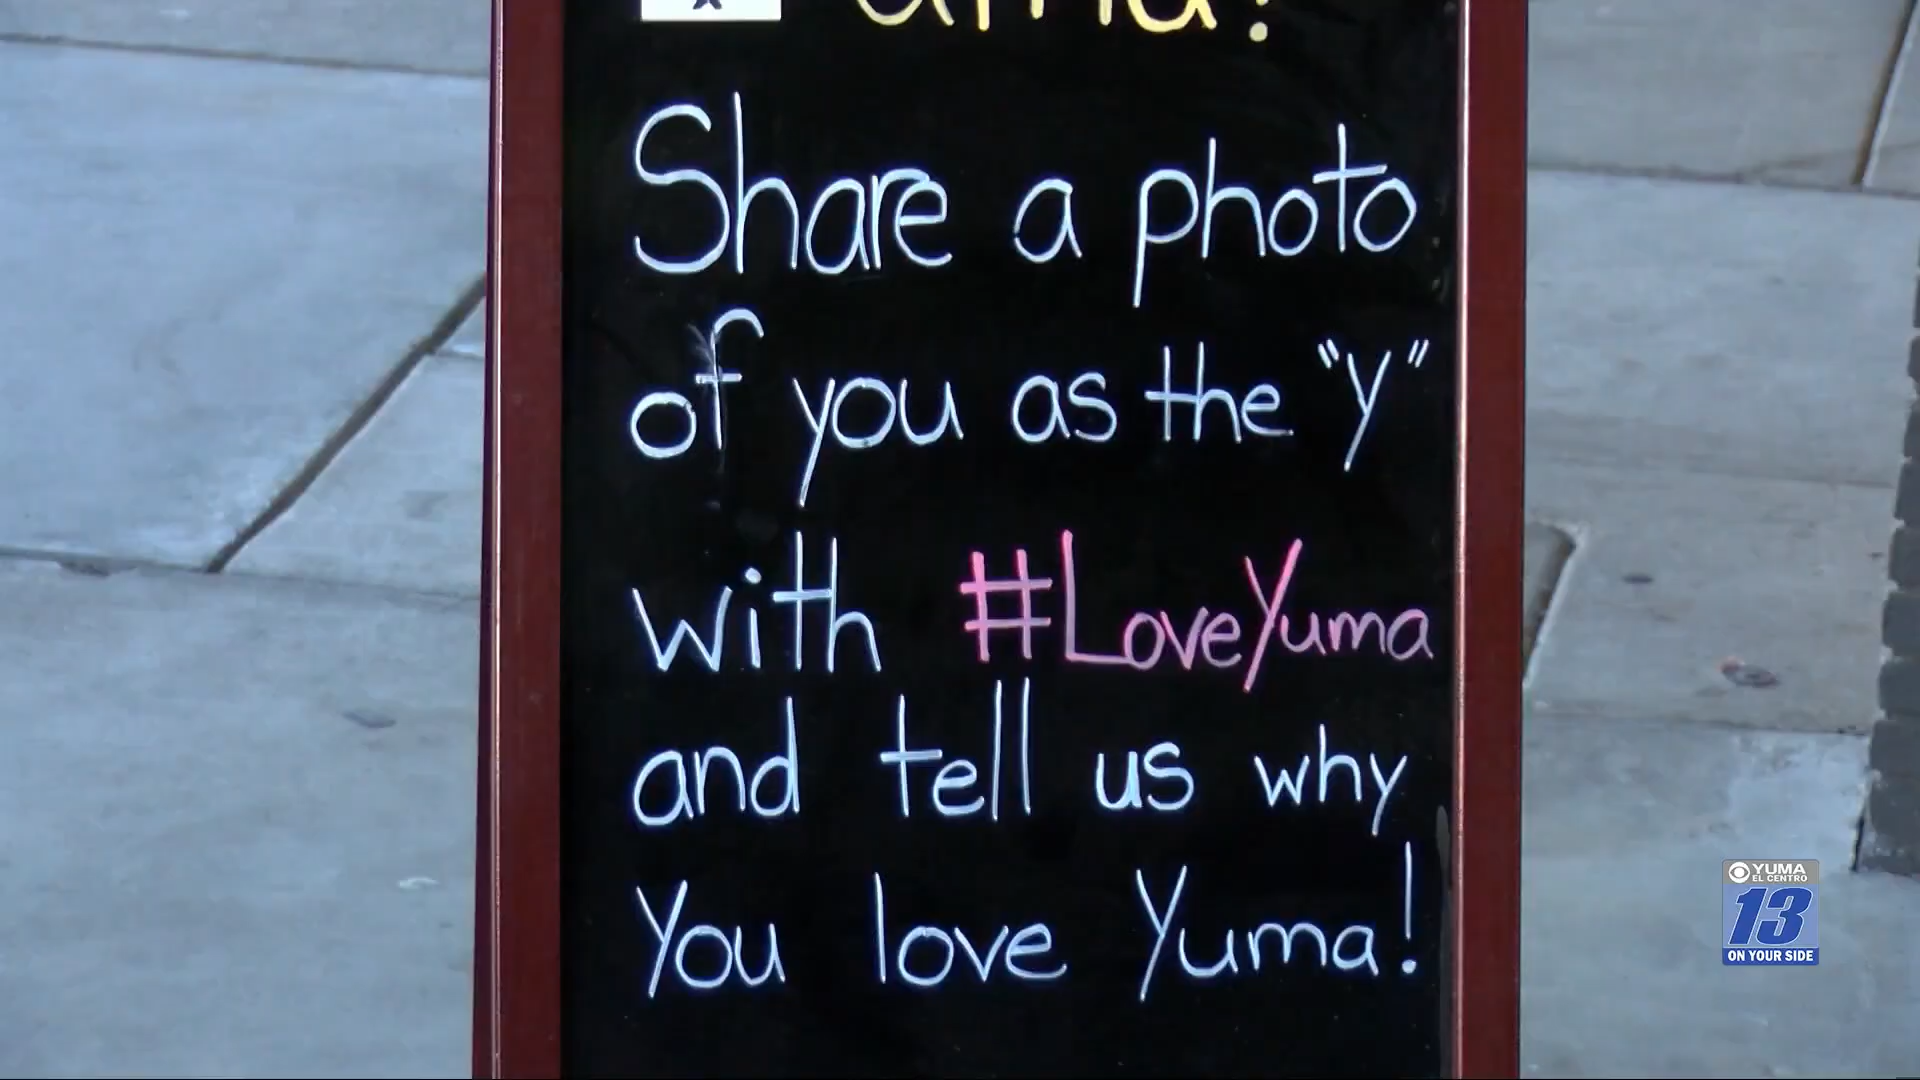 Share a photo
of you as the "Y"
with #LoveYuma
and tell us why
You love Yuma!
YUMA
EL CENTRO
13
ON YOUR SIDE